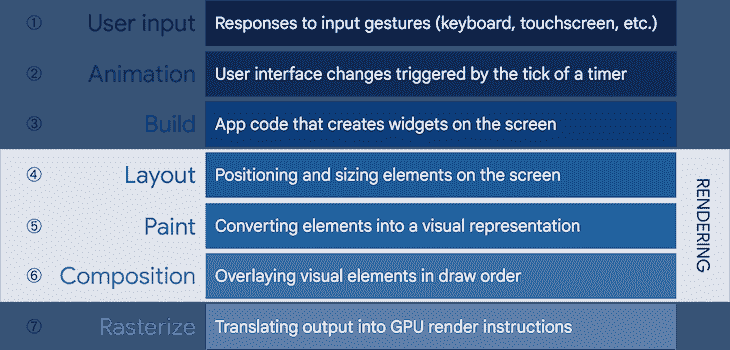 ① User input Responses to input gestures (keyboard, touchscreen, etc.)
② Animation User interface changes triggered by the tick of a timer
③ Build App code that creates widgets on the screen
④ Layout Positioning and sizing elements on the screen
⑤ Paint Converting elements into a visual representation
⑥ Composition Overlaying visual elements in draw order
⑦ Rasterize Translating output into GPU render instructions
RENDERING